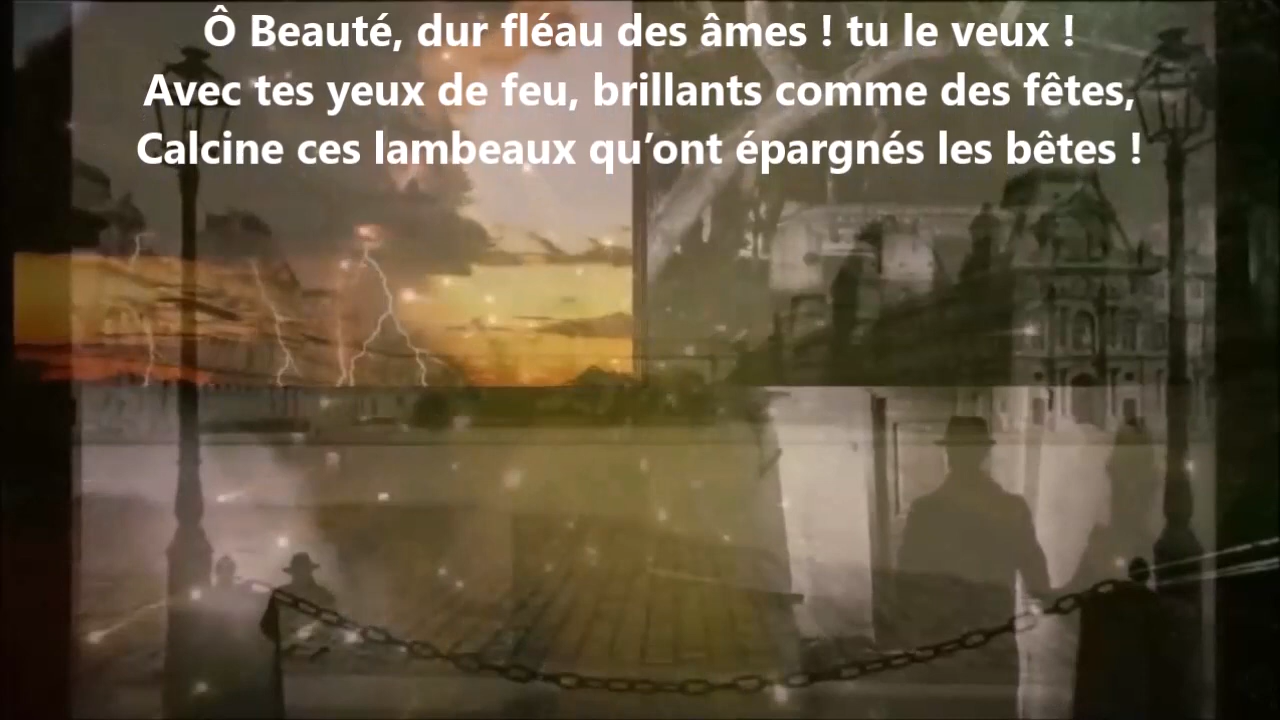 Ô Beauté, dur fléau des âmes ! tu le veux !
Avec tes yeux de feu, brillants comme des fêtes,
Calcine ces lambeaux qu’ont épargnés les bêtes !